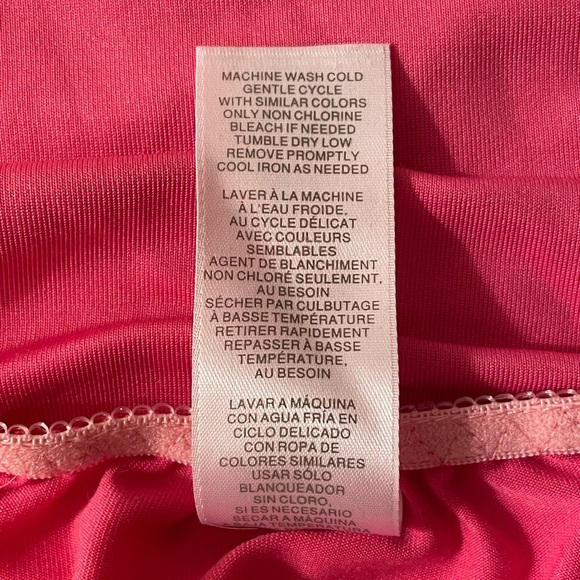 MACHINE WASH COLD
GENTLE CYCLE
WITH SIMILAR COLORS
ONLY NON CHLORINE
BLEACH IF NEEDED
TUMBLE DRY LOW
REMOVE PROMPTLY
COOL IRON AS NEEDED
LAVER À LA MACHINE
À L'EAU FROIDE,
AU CYCLE DÉLICAT
AVEC COULEURS
SEMBLABLES
AGENT DE BLANCHIMENT
NON CHLORÉ SEULEMENT,
AU BESOIN
SÉCHER PAR CULBUTAGE
À BASSE TEMPÉRATURE
RETIRER RAPIDEMENT
REPASSER À BASSE
TEMPÉRATURE,
AU BESOIN
LAVAR A MÁQUINA
CON AGUA FRÍA EN
CICLO DELICADO
CON ROPA DE
COLORES SIMILARES
USAR SÓLO
BLANQUEADOR
SIN CLORO,
SI ES NECESARIO
SECAR A MÁQUINA
A BAJA TEMPERATURA